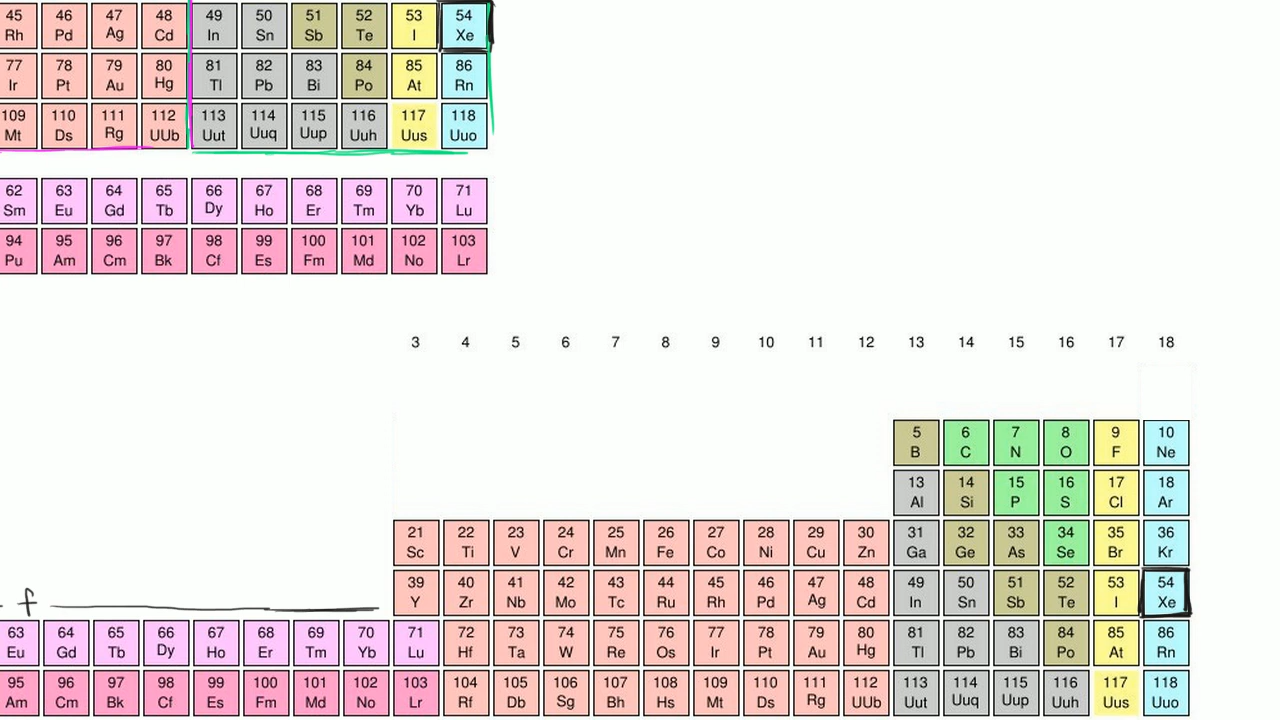 45 46 47 48 49 50 51 52 53 54
Rh Pd Ag Cd In Sn Sb Te I Xe
77 78 79 80 81 82 83 84 85 86
Ir Pt Au Hg Tl Pb Bi Po At Rn
109 110 111 112 113 114 115 116 117 118
Mt Ds Rg UUb Uut Uuq Uup Uuh Uus Uuo
62 63 64 65 66 67 68 69 70 71
Sm Eu Gd Tb Dy Ho Er Tm Yb Lu
94 95 96 97 98 99 100 101 102 103
Pu Am Cm Bk Cf Es Fm Md No Lr
3 4 5 6 7 8 9 10 11 12 13 14 15 16 17 18
5 6 7 8 9 10
B C N O F Ne
13 14 15 16 17 18
Al Si P S Cl Ar
21 22 23 24 25 26 27 28 29 30 31 32 33 34 35 36
Sc Ti V Cr Mn Fe Co Ni Cu Zn Ga Ge As Se Br Kr
39 40 41 42 43 44 45 46 47 48 49 50 51 52 53 54
Y Zr Nb Mo Tc Ru Rh Pd Ag Cd In Sn Sb Te I Xe
f
63 64 65 66 67 68 69 70 71 72 73 74 75 76 77 78 79 80 81 82 83 84 85 86
Eu Gd Tb Dy Ho Er Tm Yb Lu Hf Ta W Re Os Ir Pt Au Hg Tl Pb Bi Po At Rn
95 96 97 98 99 100 101 102 103 104 105 106 107 108 109 110 111 112 113 114 115 116 117 118
Am Cm Bk Cf Es Fm Md No Lr Rf Db Sg Bh Hs Mt Ds Rg UUb Uut Uuq Uup Uuh Uus Uuo